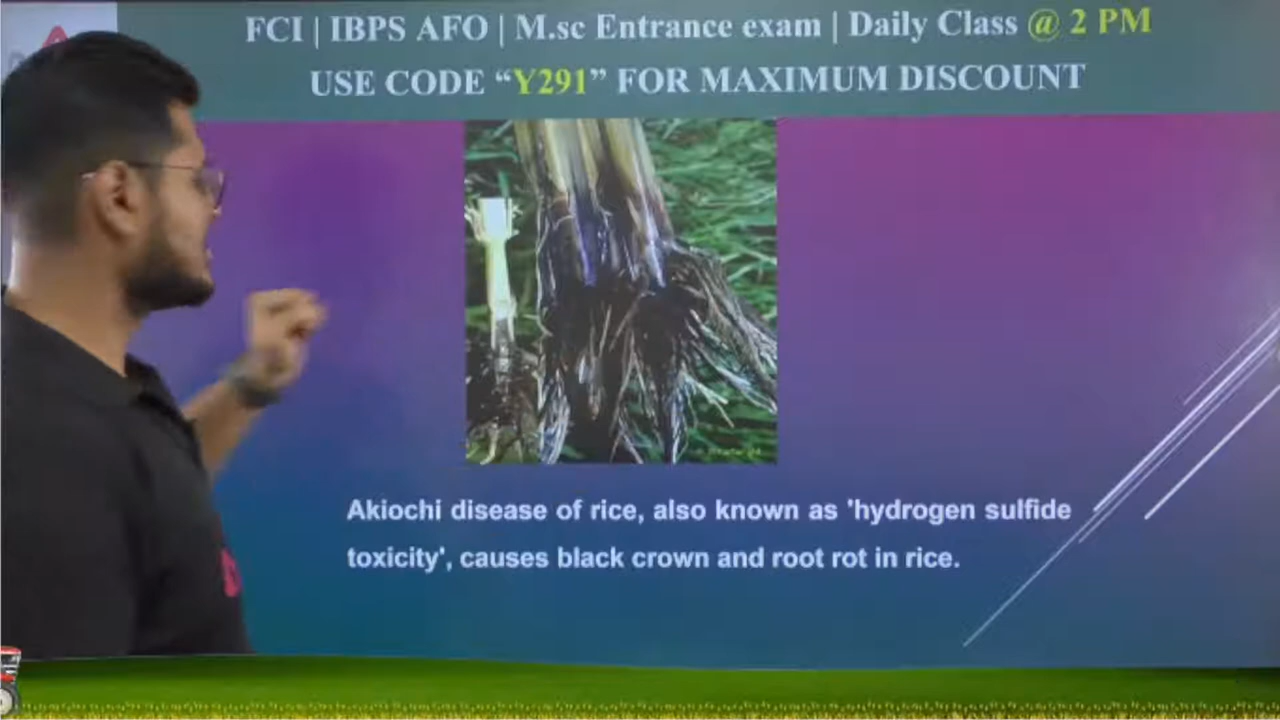 FCI | IBPS AFO | M.sc Entrance exam | Daily Class @ 2 PM
USE CODE “Y291” FOR MAXIMUM DISCOUNT
Akiochi disease of rice, also known as 'hydrogen sulfide
toxicity', causes black crown and root rot in rice.